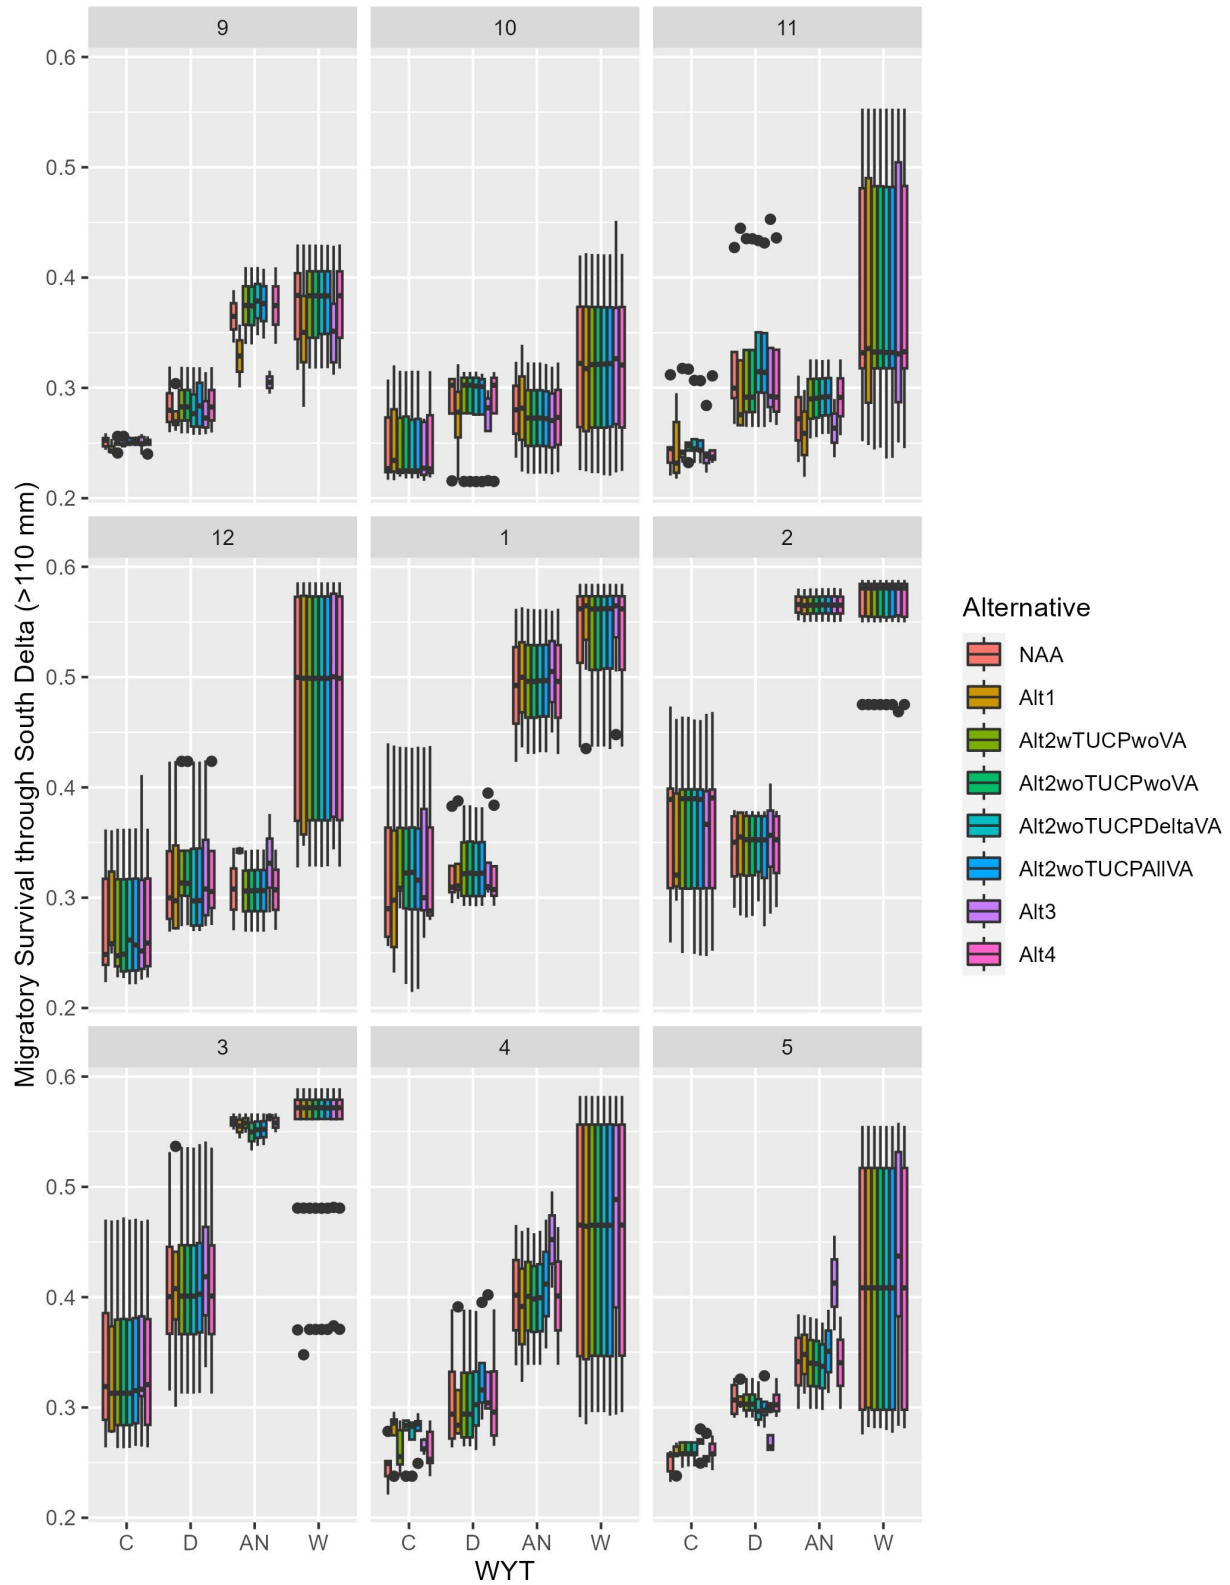 9 10 11
0.6
0.5
0.4
0.3
0.2
12 1 2
0.6
0.5
0.4
0.3
0.2
3 4 5
0.6
0.5
0.4
0.3
0.2
C D AN W C D AN W C D AN W
WYT
Migratory Survival through South Delta (>110 mm)
Alternative
NAA
Alt1
Alt2wTUCPwoVA
Alt2woTUCPwoVA
Alt2woTUCPDeltaVA
Alt2woTUCPAllVA
Alt3
Alt4